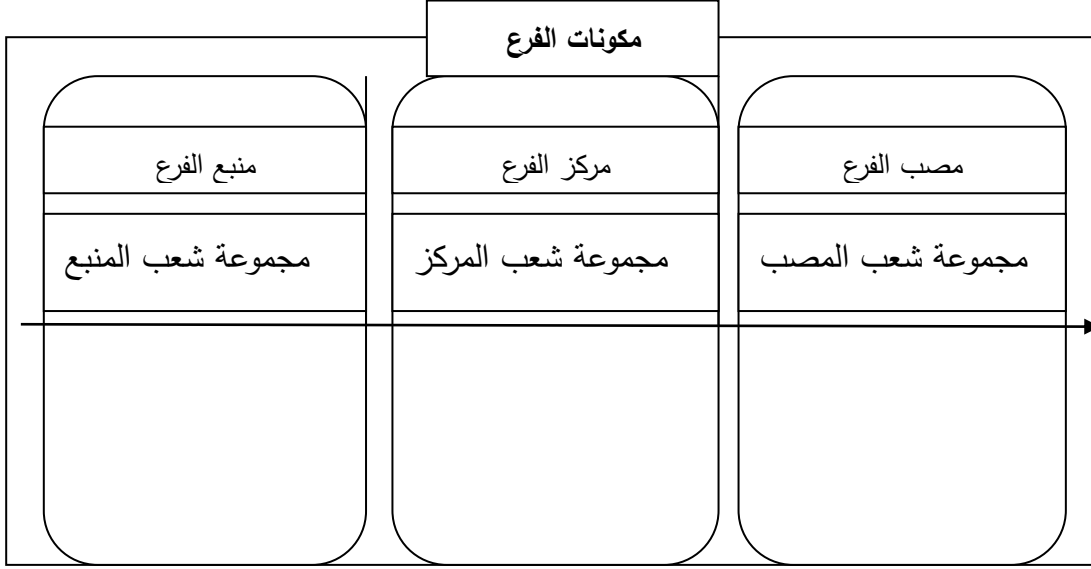 مكونات الفرع
مصب الفرع
مركز الفرع
منبع الفرع
مجموعة شعب المصب
مجموعة شعب المركز
مجموعة شعب المنبع